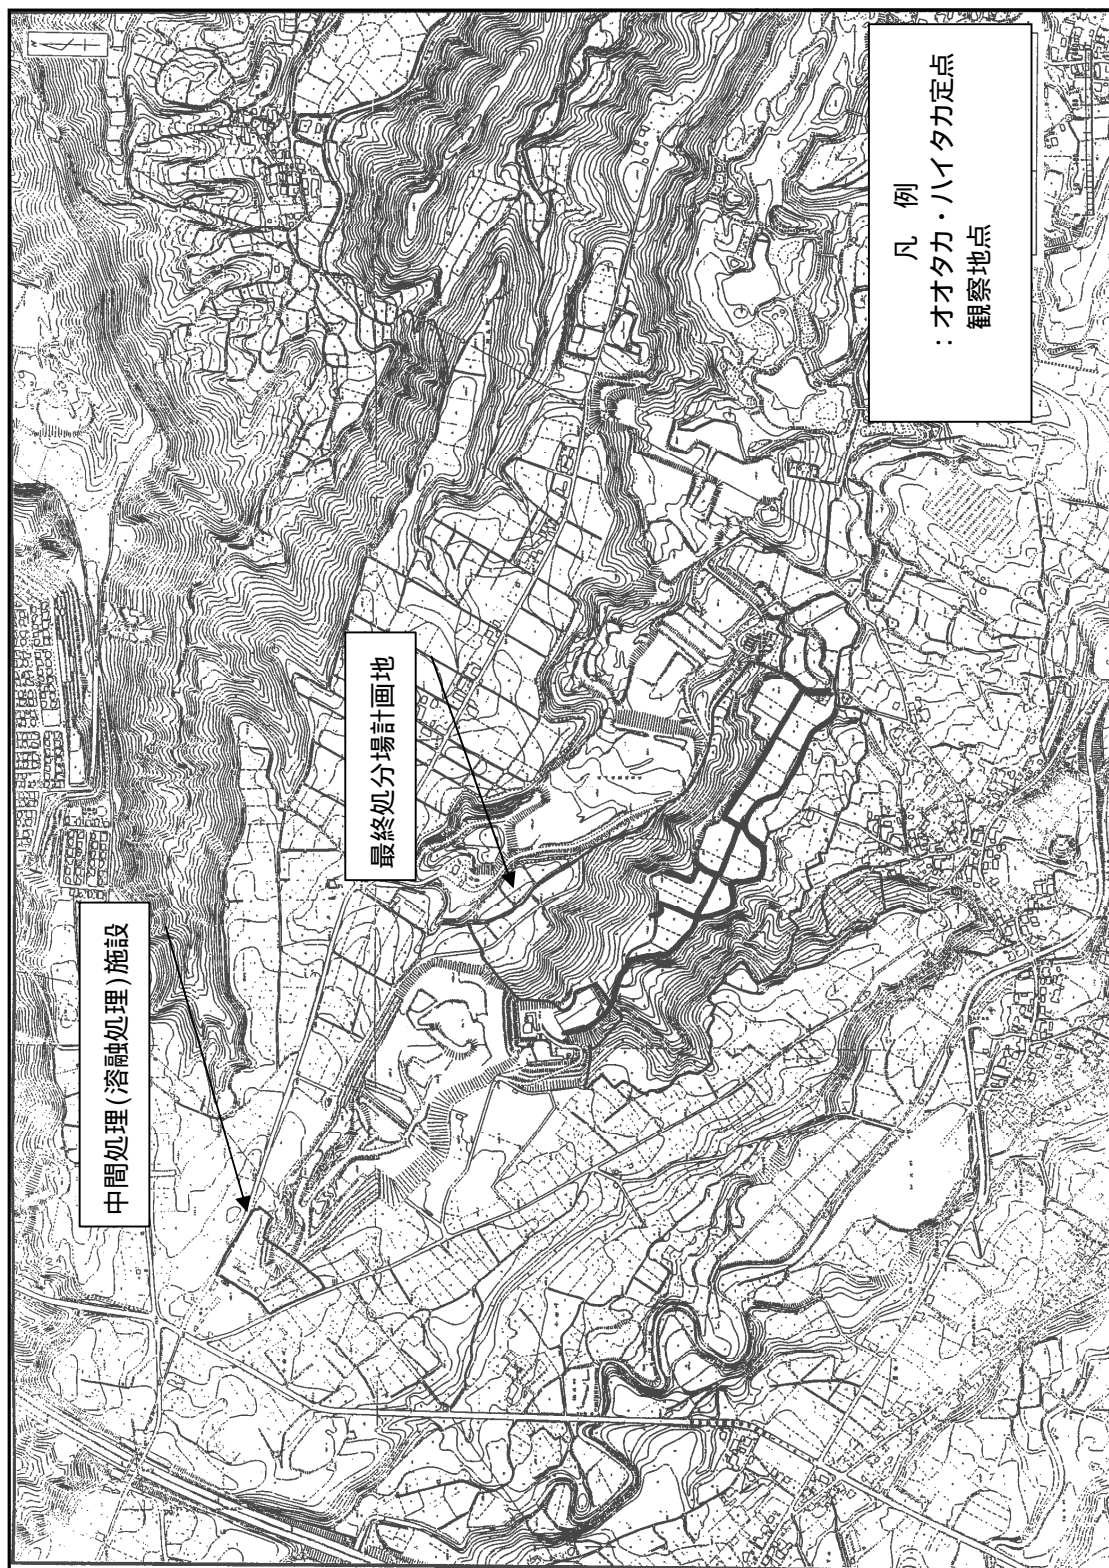 中間処理(溶融処理)施設
最終処分場計画地
凡　例
：オオタカ・ハイタカ定点
観察地点